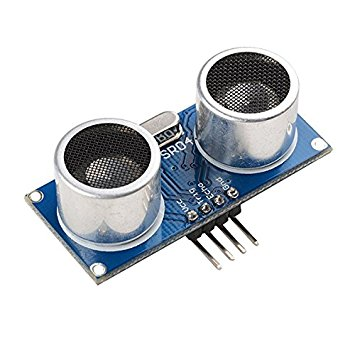 SR04
Vcc
Trig
Echo
Gnd